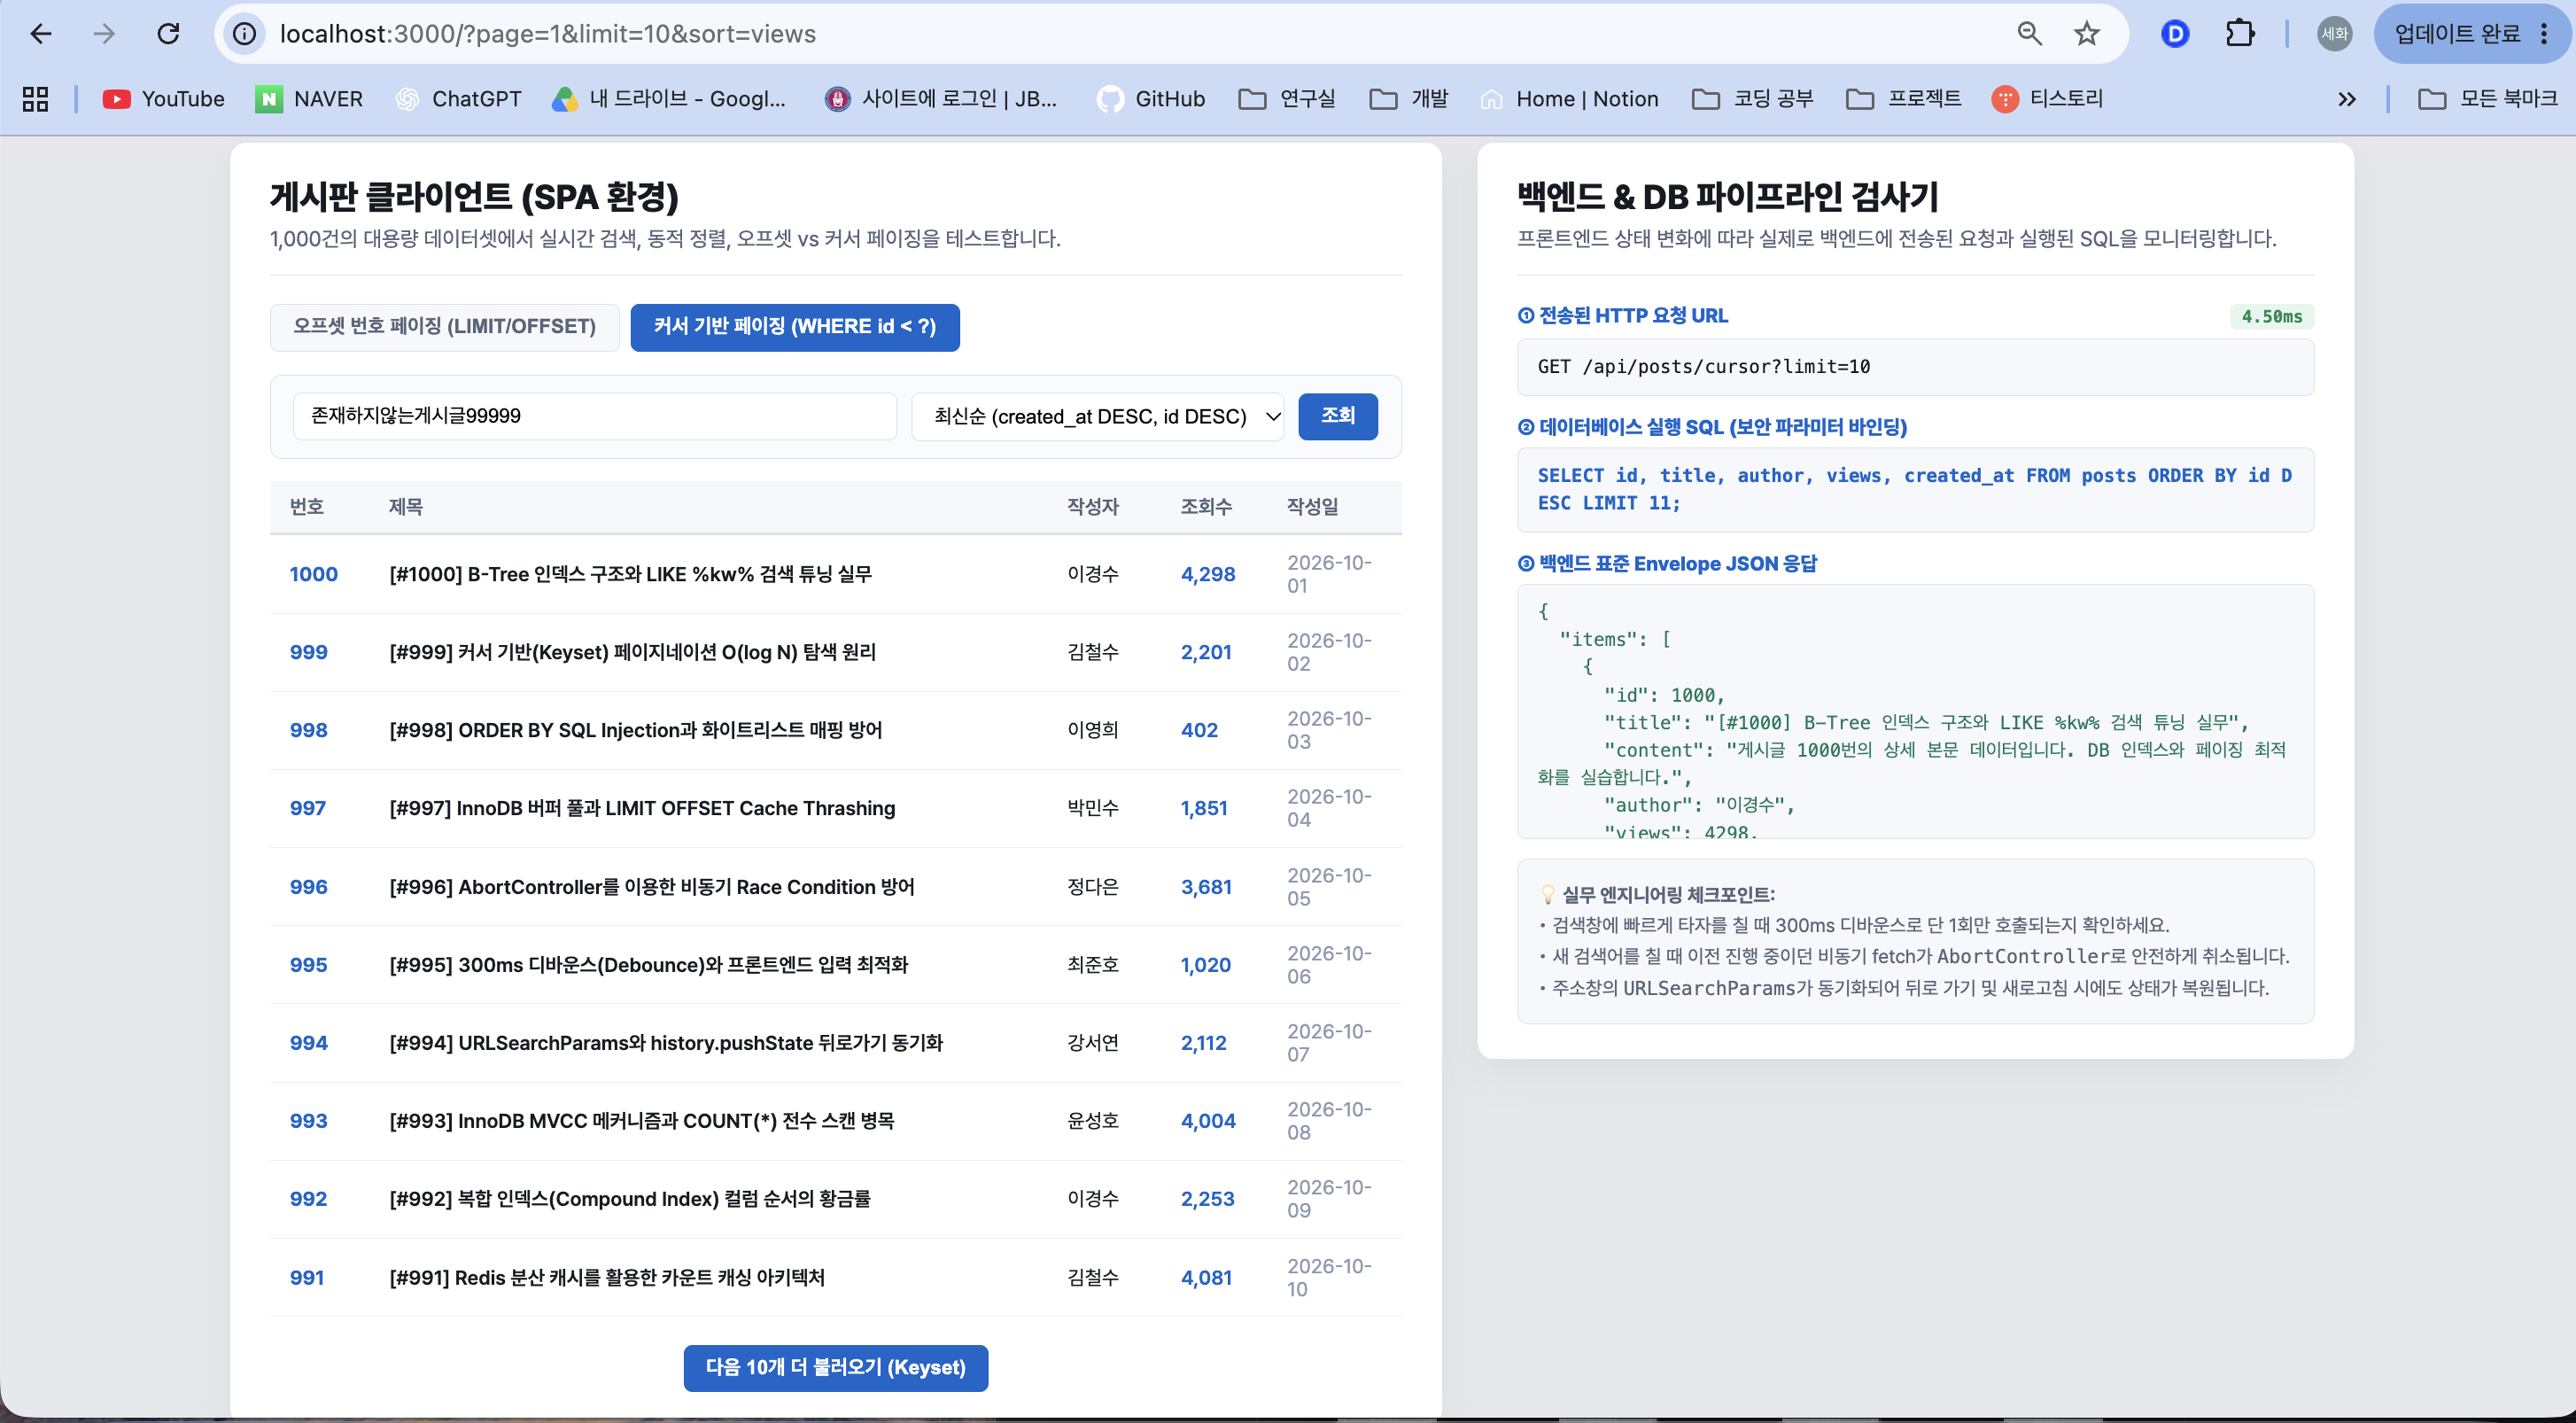 localhost:3000/?page=1&limit=10&sort=views
세화
업데이트 완료
YouTube
NAVER
ChatGPT
내 드라이브 - Googl...
사이트에 로그인 | JB...
GitHub
연구실
개발
Home | Notion
코딩 공부
프로젝트
티스토리
모든 북마크
게시판 클라이언트 (SPA 환경)
1,000건의 대용량 데이터셋에서 실시간 검색, 동적 정렬, 오프셋 vs 커서 페이징을 테스트합니다.
오프셋 번호 페이징 (LIMIT/OFFSET)
커서 기반 페이징 (WHERE id < ?)
존재하지않는게시글99999
최신순 (created_at DESC, id DESC)
조회
번호 제목 작성자 조회수 작성일
1000 [#1000] B-Tree 인덱스 구조와 LIKE %kw% 검색 튜닝 실무 이경수 4,298 2026-10-
01
999 [#999] 커서 기반(Keyset) 페이지네이션 O(log N) 탐색 원리 김철수 2,201 2026-10-
02
998 [#998] ORDER BY SQL Injection과 화이트리스트 매핑 방어 이영희 402 2026-10-
03
997 [#997] InnoDB 버퍼 풀과 LIMIT OFFSET Cache Thrashing 박민수 1,851 2026-10-
04
996 [#996] AbortController를 이용한 비동기 Race Condition 방어 정다은 3,681 2026-10-
05
995 [#995] 300ms 디바운스(Debounce)와 프론트엔드 입력 최적화 최준호 1,020 2026-10-
06
994 [#994] URLSearchParams와 history.pushState 뒤로가기 동기화 강서연 2,112 2026-10-
07
993 [#993] InnoDB MVCC 메커니즘과 COUNT(*) 전수 스캔 병목 윤성호 4,004 2026-10-
08
992 [#992] 복합 인덱스(Compound Index) 컬럼 순서의 황금률 이경수 2,253 2026-10-
09
991 [#991] Redis 분산 캐시를 활용한 카운트 캐싱 아키텍처 김철수 4,081 2026-10-
10
다음 10개 더 불러오기 (Keyset)
백엔드 & DB 파이프라인 검사기
프론트엔드 상태 변화에 따라 실제로 백엔드에 전송된 요청과 실행된 SQL을 모니터링합니다.
① 전송된 HTTP 요청 URL
4.50ms
GET /api/posts/cursor?limit=10
② 데이터베이스 실행 SQL (보안 파라미터 바인딩)
SELECT id, title, author, views, created_at FROM posts ORDER BY id D
ESC LIMIT 11;
③ 백엔드 표준 Envelope JSON 응답
{
"items": [
{
"id": 1000,
"title": "[#1000] B-Tree 인덱스 구조와 LIKE %kw% 검색 튜닝 실무",
"content": "게시글 1000번의 상세 본문 데이터입니다. DB 인덱스와 페이징 최적
화를 실습합니다.",
"author": "이경수",
"views": 4298,
💡 실무 엔지니어링 체크포인트:
• 검색창에 빠르게 타자를 칠 때 300ms 디바운스로 단 1회만 호출되는지 확인하세요.
• 새 검색어를 칠 때 이전 진행 중이던 비동기 fetch가 AbortController로 안전하게 취소됩니다.
• 주소창의 URLSearchParams가 동기화되어 뒤로 가기 및 새로고침 시에도 상태가 복원됩니다.